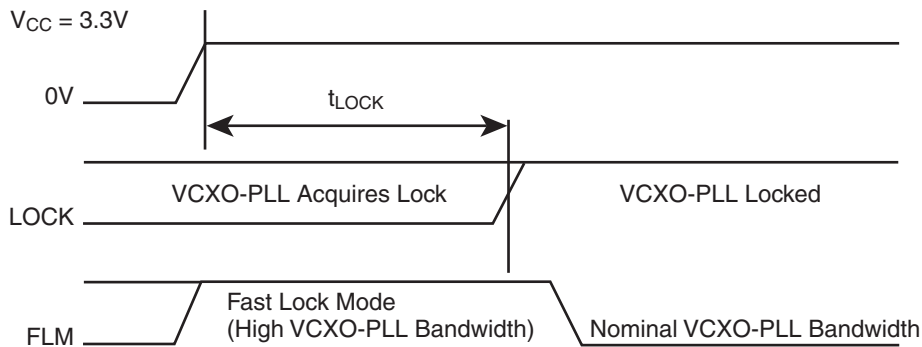 VCC = 3.3V
0V
tLOCK
VCXO-PLL Acquires Lock
VCXO-PLL Locked
LOCK
Fast Lock Mode
(High VCXO-PLL Bandwidth)
Nominal VCXO-PLL Bandwidth
FLM